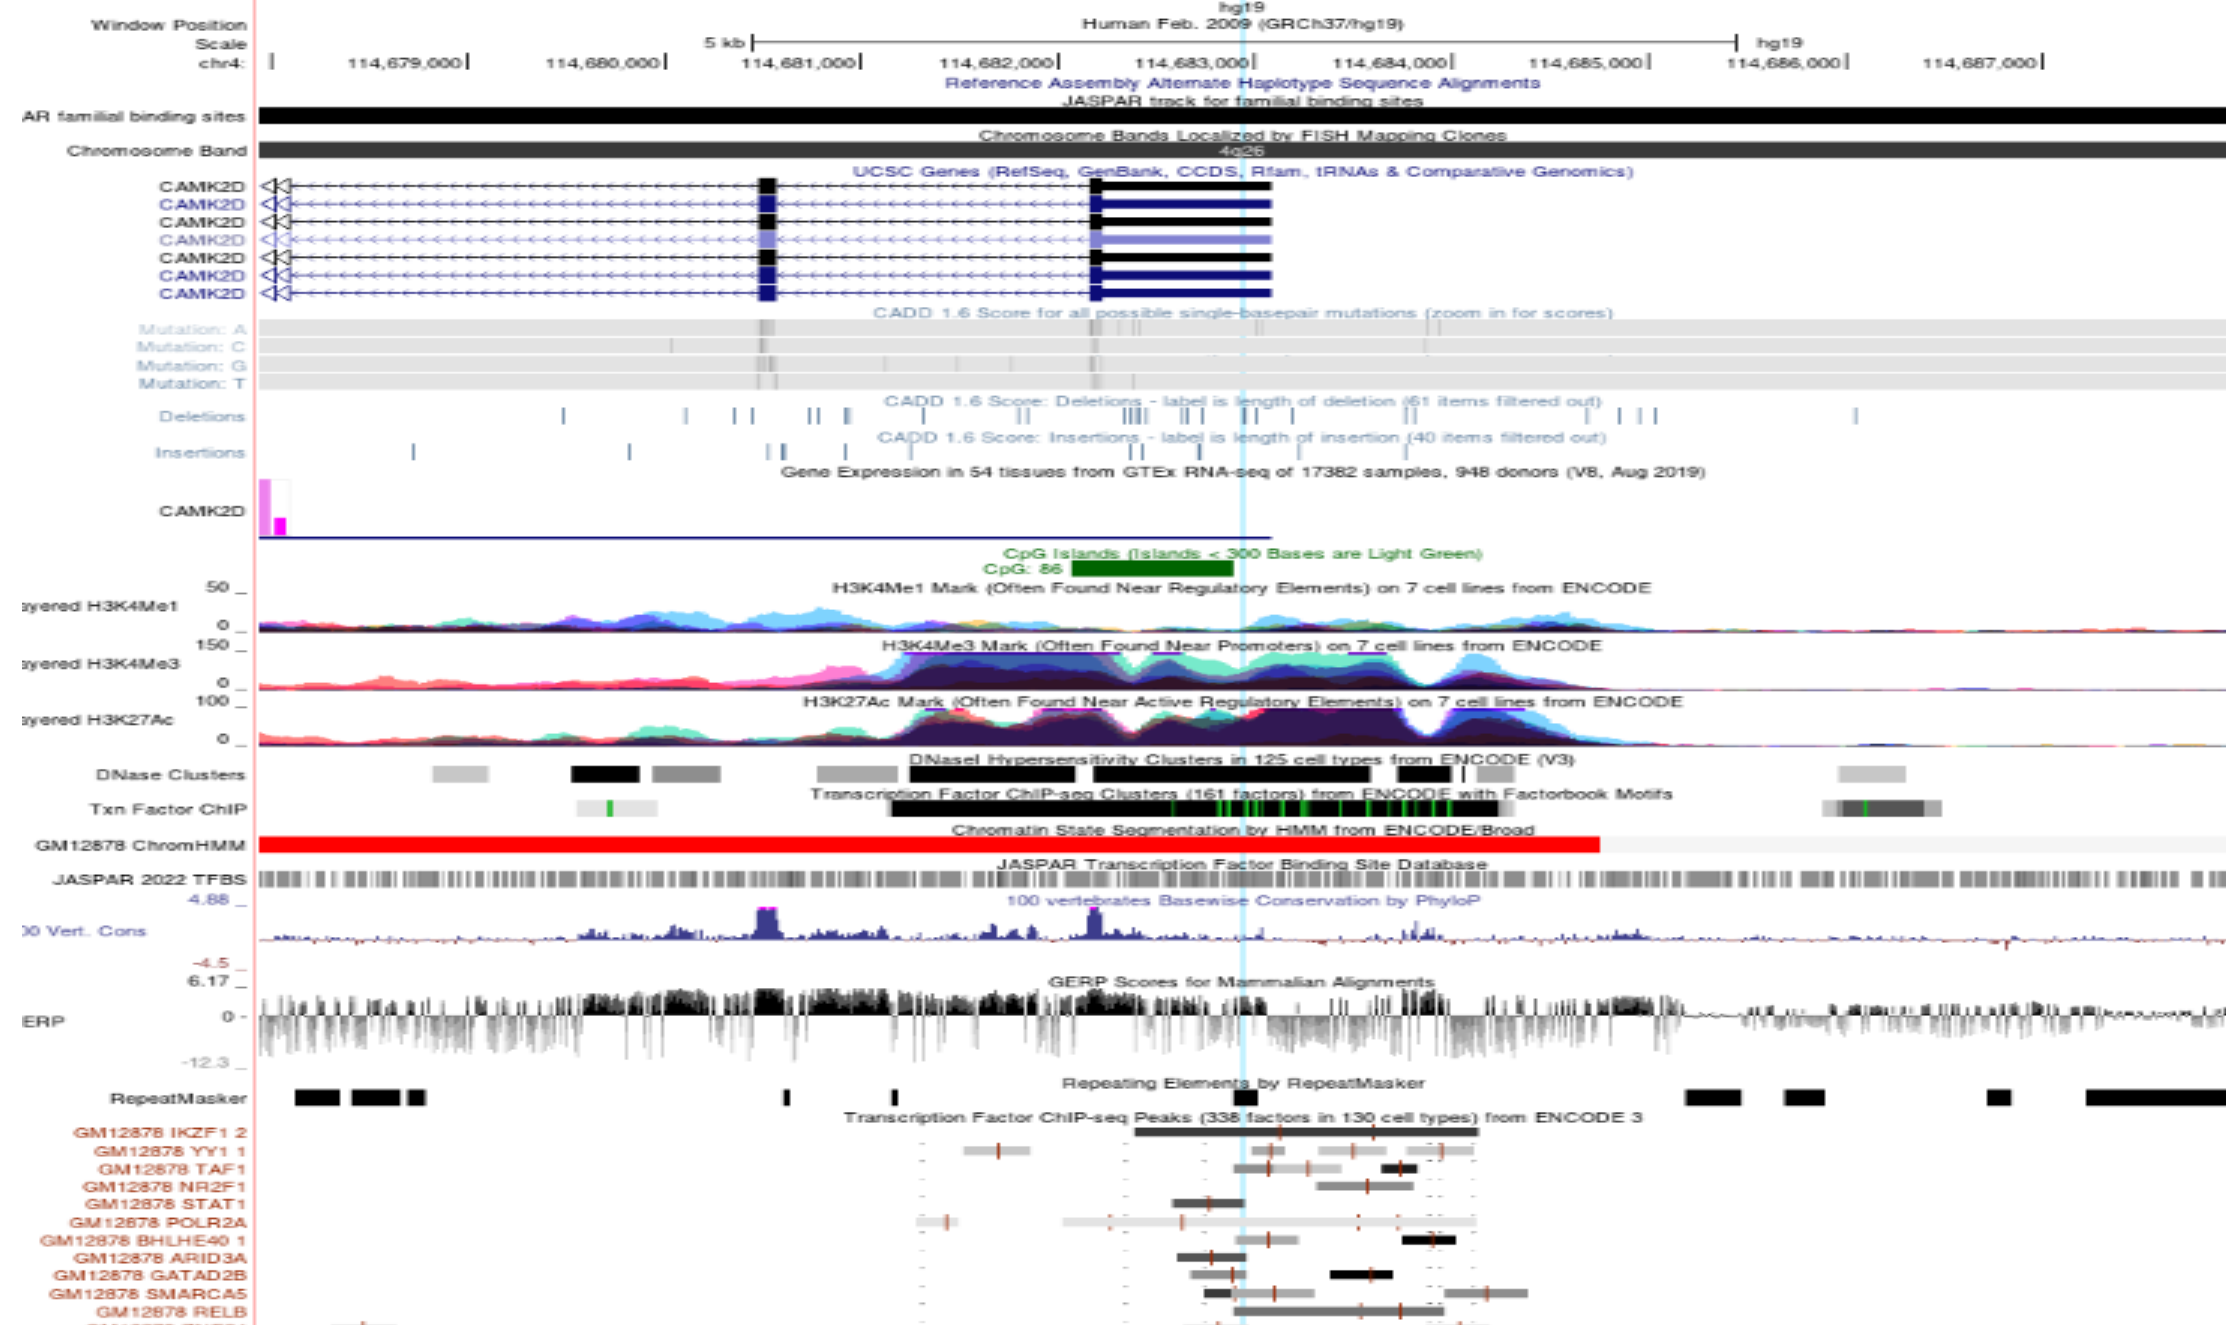 hg19
Window Position Human Feb. 2009 (GRCh37/hg19)
Scale 5 kb hg19
chr4: 114,679,000 114,680,000 114,681,000 114,682,000 114,683,000 114,684,000 114,685,000 114,686,000 114,687,000
Reference Assembly Alternate Haplotype Sequence Alignments
JASPAR track for familial binding sites
AR familial binding sites
Chromosome Bands Localized by FISH Mapping Clones
Chromosome Band 4q26
UCSC Genes (RefSeq, GenBank, CCDS, Rfam, tRNAs & Comparative Genomics)
CAMK2D
CAMK2D
CAMK2D
CAMK2D
CAMK2D
CAMK2D
CAMK2D
CADD 1.6 Score for all possible single-basepair mutations (zoom in for scores)
Mutation: A
Mutation: C
Mutation: G
Mutation: T
CADD 1.6 Score: Deletions - label is length of deletion (61 items filtered out)
Deletions
CADD 1.6 Score: Insertions - label is length of insertion (40 items filtered out)
Insertions
Gene Expression in 54 tissues from GTEx RNA-seq of 17382 samples, 948 donors (V8, Aug 2019)
CAMK2D
CpG Islands (Islands < 300 Bases are Light Green)
CpG: 86
50 _ H3K4Me1 Mark (Often Found Near Regulatory Elements) on 7 cell lines from ENCODE
ayered H3K4Me1
0 _
150 _ H3K4Me3 Mark (Often Found Near Promoters) on 7 cell lines from ENCODE
ayered H3K4Me3
0 _
100 _ H3K27Ac Mark (Often Found Near Active Regulatory Elements) on 7 cell lines from ENCODE
ayered H3K27Ac
0 _
DNaseI Hypersensitivity Clusters in 125 cell types from ENCODE (V3)
DNase Clusters
Transcription Factor ChIP-seq Clusters (161 factors) from ENCODE with Factorbook Motifs
Txn Factor ChIP
Chromatin State Segmentation by HMM from ENCODE/Broad
GM12878 ChromHMM
JASPAR Transcription Factor Binding Site Database
JASPAR 2022 TFBS
4.88 _ 100 vertebrates Basewise Conservation by PhyloP
00 Vert. Cons
-4.5 _
6.17 _ GERP Scores for Mammalian Alignments
0 -
ERP
-12.3 _
Repeating Elements by RepeatMasker
RepeatMasker
Transcription Factor ChIP-seq Peaks (338 factors in 130 cell types) from ENCODE 3
GM12878 IKZF1 2
GM12878 YY1 1
GM12878 TAF1
GM12878 NR2F1
GM12878 STAT1
GM12878 POLR2A
GM12878 BHLHE40 1
GM12878 ARID3A
GM12878 GATAD2B
GM12878 SMARCA5
GM12878 RELB